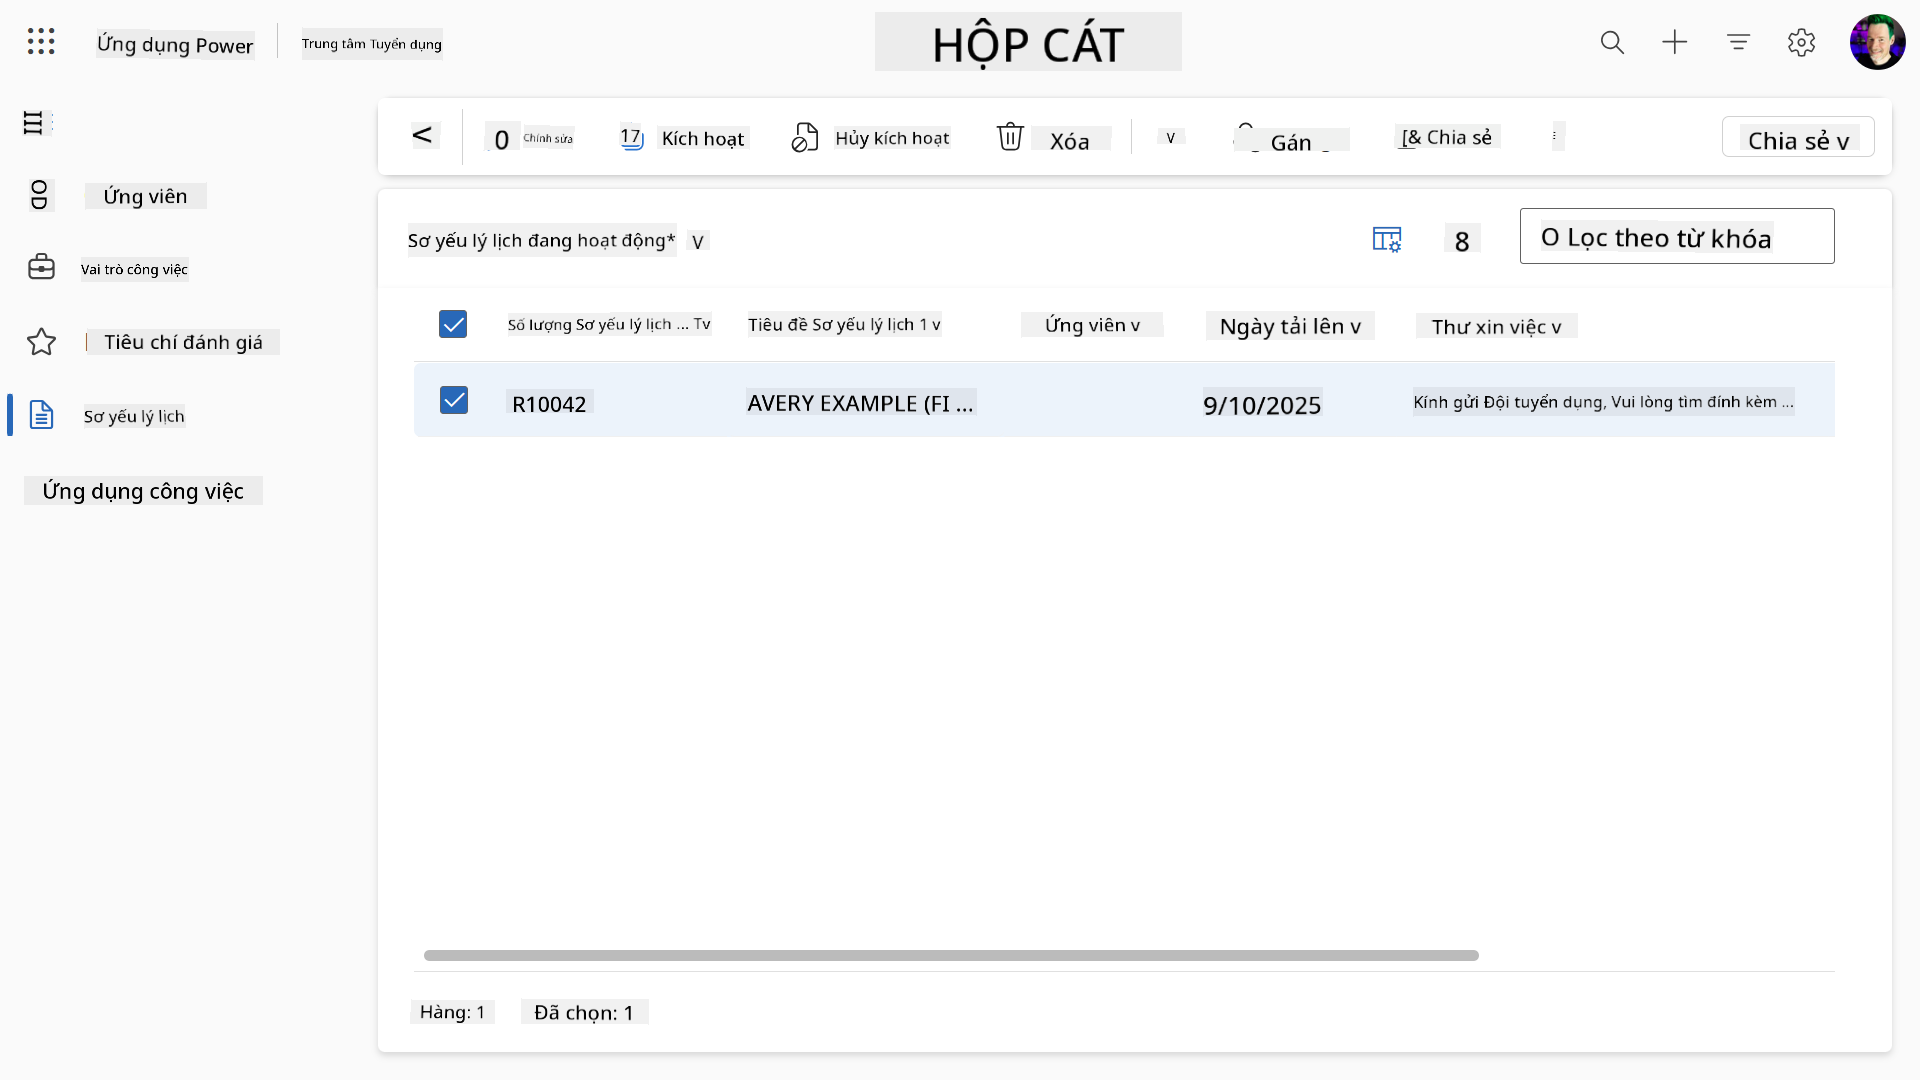 Ứng dụng Power
Trung tâm Tuyển dụng
HỘP CÁT
< 0 Chỉnh sửa 17 Kích hoạt Hủy kích hoạt Xóa v Gán [& Chia sẻ Chia sẻ v
Ứng viên
Vai trò công việc
Tiêu chí đánh giá
Sơ yếu lý lịch
Ứng dụng công việc
Sơ yếu lý lịch đang hoạt động* V
8
O Lọc theo từ khóa
Số lượng Sơ yếu lý lịch ... Tv Tiêu đề Sơ yếu lý lịch 1 v Ứng viên v Ngày tải lên v Thư xin việc v
R10042 AVERY EXAMPLE (FI ... 9/10/2025 Kính gửi Đội tuyển dụng, Vui lòng tìm đính kèm ...
Hàng: 1 Đã chọn: 1